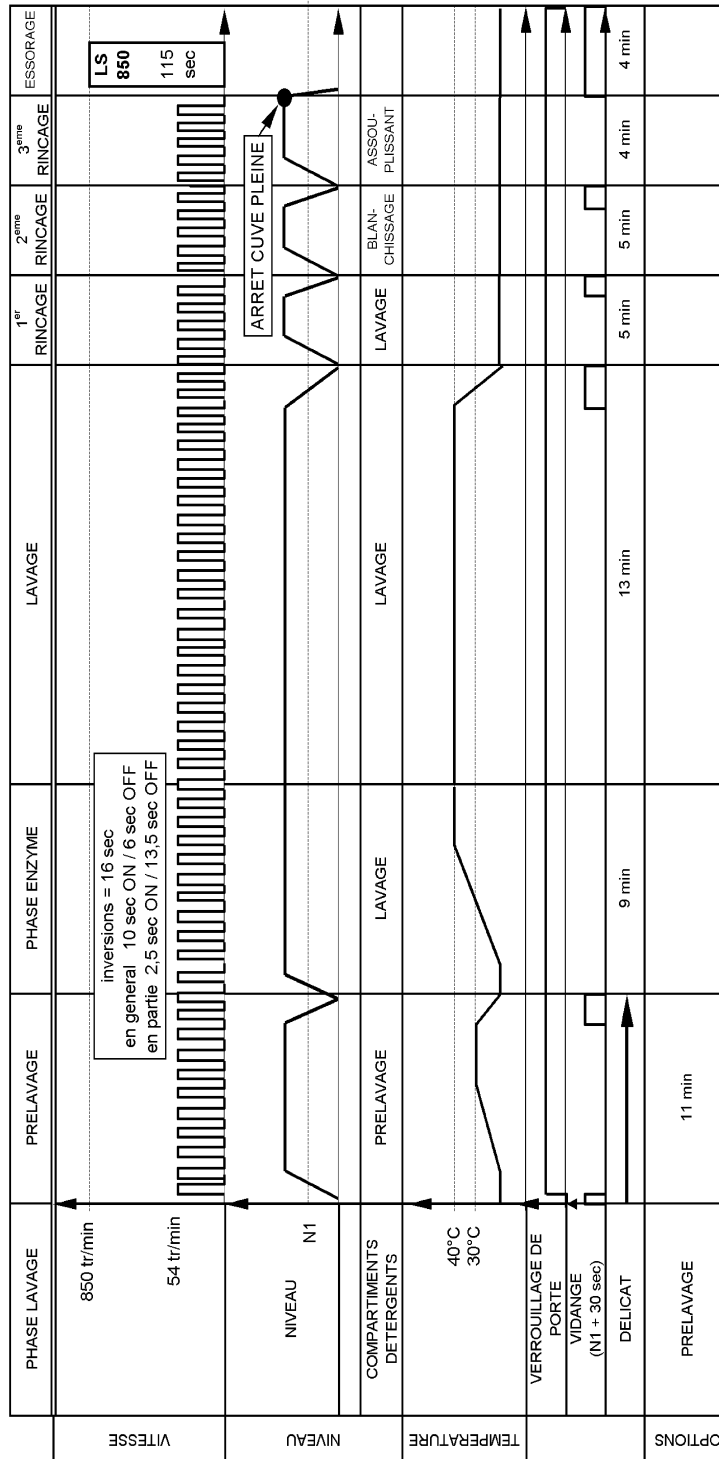 PHASE LAVAGE
PRELAVAGE
PHASE ENZYME
LAVAGE
1er
RINCAGE
2eme
RINCAGE
3eme
RINCAGE
ESSORAGE
VITESSE
850 tr/min
54 tr/min
inversions = 16 sec
en general 10 sec ON / 6 sec OFF
en partie 2,5 sec ON / 13,5 sec OFF
LS
850
115
sec
NIVEAU
NIVEAU
N1
ARRET CUVE PLEINE
COMPARTIMENTS
DETERGENTS
PRELAVAGE
LAVAGE
LAVAGE
LAVAGE
BLAN-
CHISSAGE
ASSOU-
PLISSANT
TEMPERATURE
40°C
30°C
VERROUILLAGE DE
PORTE
VIDANGE
(N1 + 30 sec)
DELICAT
9 min
13 min
5 min
5 min
4 min
4 min
OPTIONS
PRELAVAGE
11 min